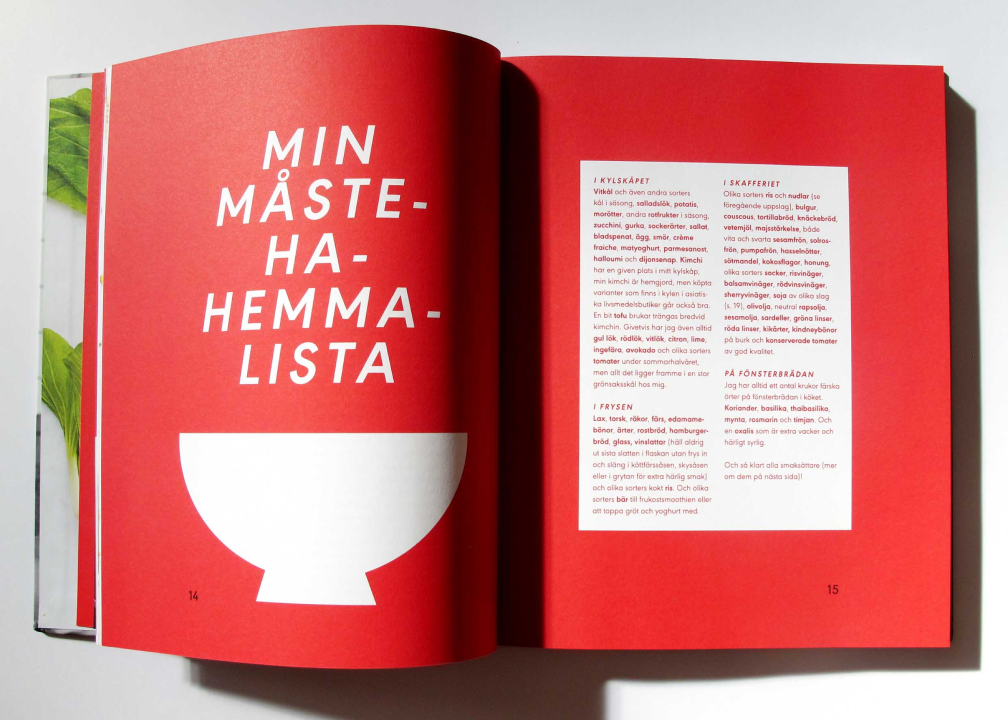 MIN
MÅSTE-
HA-
HEMMA-
LISTA
14
I KYLSKÅPET
Vitkål och även andra sorters
kål i säsong, salladslök, potatis,
morötter, andra rotfrukter i säsong,
zucchini, gurka, sockerärter, sallat,
bladspenat, ägg, smör, crème
fraiche, matyoghurt, parmesanost,
halloumi och dijonsenap. Kimchi
har en given plats i mitt kylskåp,
min kimchi är hemgjord, men köpta
varianter som finns i kylen i asiatis-
ka livsmedelsbutiker går också bra.
En bit tofu brukar trängas bredvid
kimchin. Givetvis har jag även alltid
gul lök, rödlök, vitlök, citron, lime,
ingefära, avokado och olika sorters
tomater under sommarhalvåret,
men allt det ligger framme i en stor
grönsaksskål hos mig.
I FRYSEN
Lax, torsk, räkor, färs, edamame-
bönor, ärter, rostbröd, hamburger-
bröd, glass, vinslattar (häll aldrig
ut sista slatten i flaskan utan frys in
och släng i köttfärssåsen, skysåsen
eller i grytan för extra härlig smak)
och olika sorters kokt ris. Och olika
sorters bär till frukostsmoothien eller
att toppa gröt och yoghurt med.
I SKAFFERIET
Olika sorters ris och nudlar (se
föregående uppslag), bulgur,
couscous, tortillabröd, knäckebröd,
vetemjöl, majsstärkelse, både
vita och svarta sesamfrön, solros-
frön, pumpafrön, hasselnötter,
sötmandel, kokosflagor, honung,
olika sorters socker, risvinäger,
balsamvinäger, rödvinsvinäger,
sherryvinäger, soja av olika slag
(s. 19), olivolja, neutral rapsolja,
sesamolja, sardeller, gröna linser,
röda linser, kikärter, kidneybönor
på burk och konserverade tomater
av god kvalitet.
PÅ FÖNSTERBRÄDAN
Jag har alltid ett antal krukor färska
örter på fönsterbrädan i köket.
Koriander, basilika, thaibasilika,
mynta, rosmarin och timjan. Och
en oxalis som är extra vacker och
härligt syrlig.
Och så klart alla smaksättare (mer
om dem på nästa sida)!
15